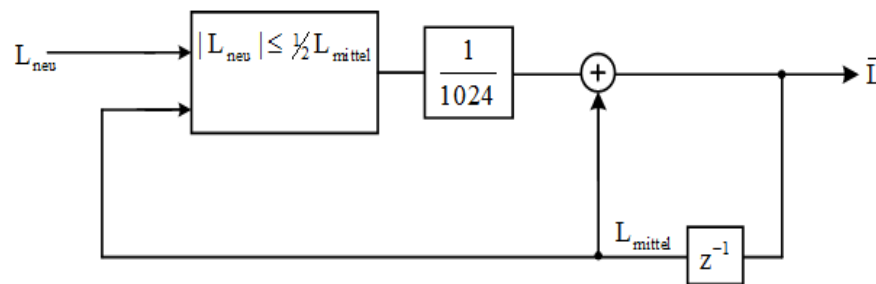 L_neu
|L_neu| ≤ ½L_mittel
1
1024
+
L̄
L_mittel
z⁻¹